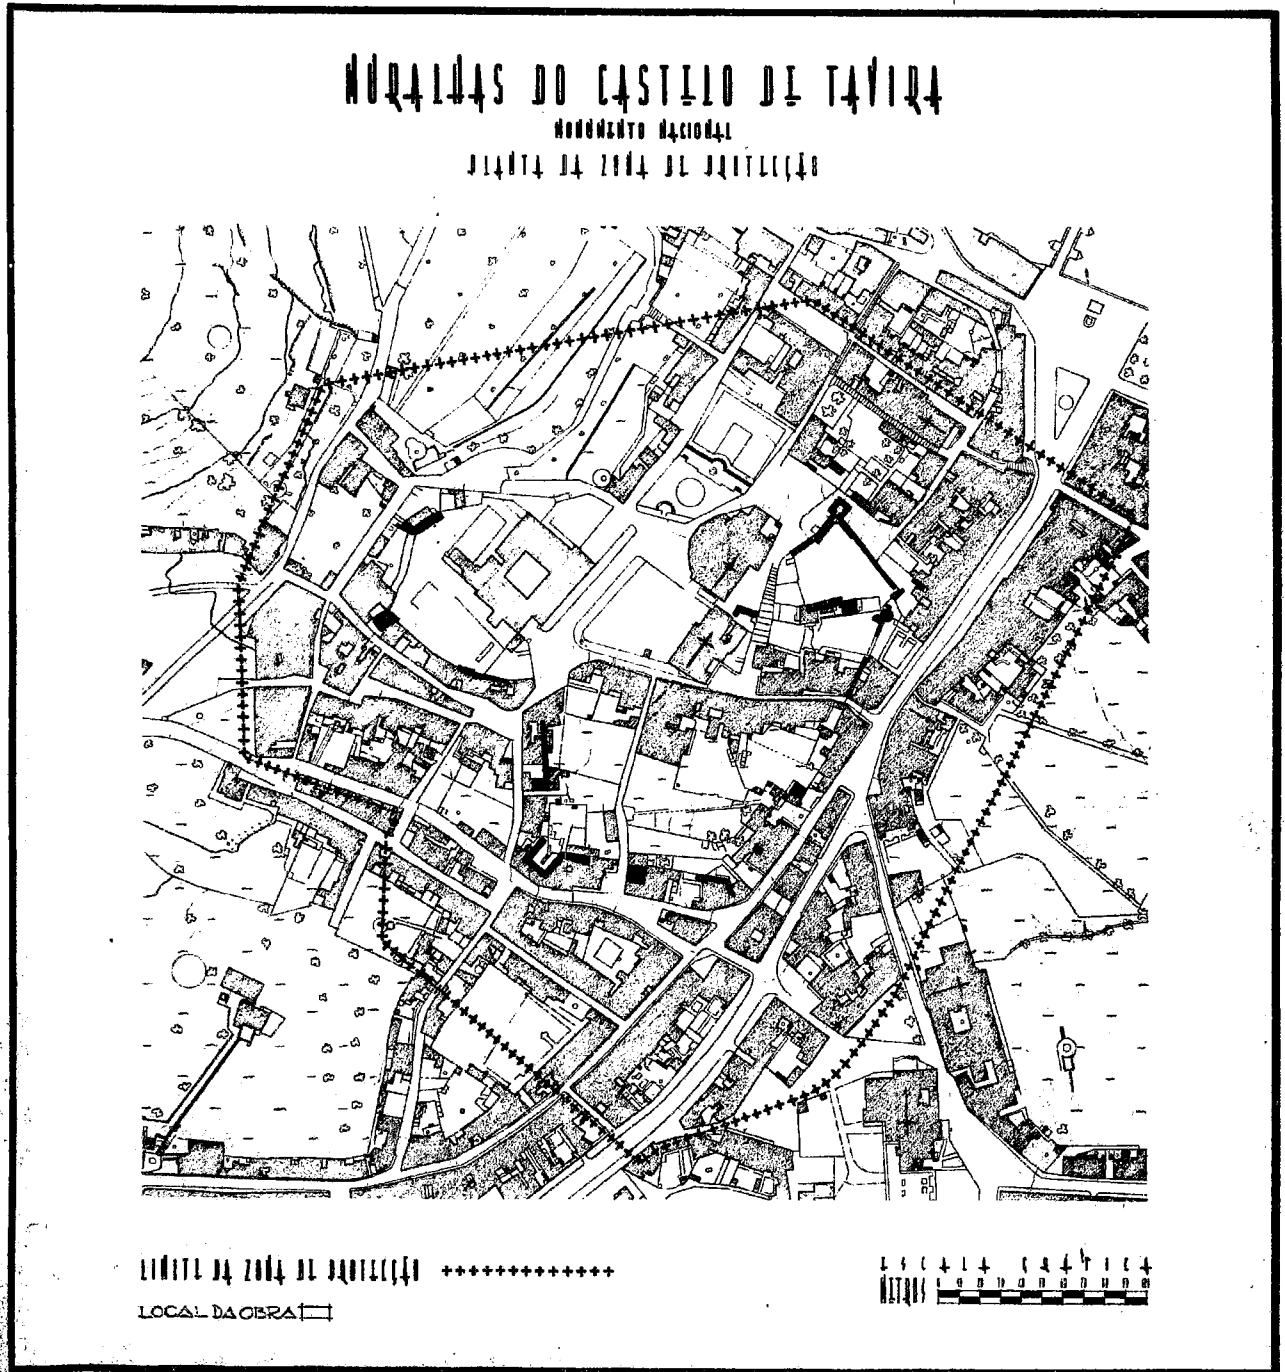 MURALHAS DO CASTELO DE TAVIRA
MONUMENTO NACIONAL
PLANTA DA ZONA DE PROTECÇÃO
LIMITE DA ZONA DE PROTECÇÃO
ESCALA GRAFICA
METROS
LOCAL DA OBRA